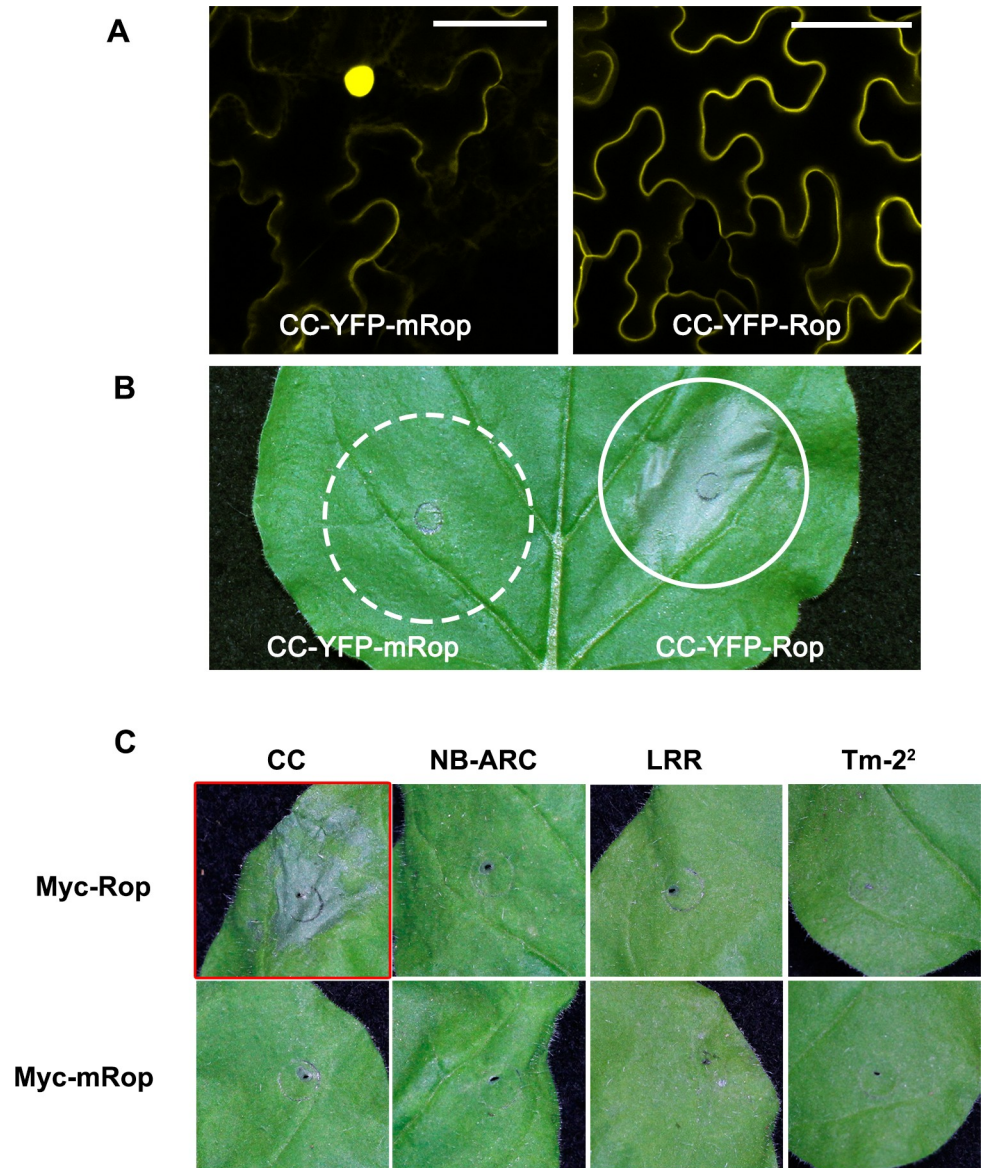 A
CC-YFP-mRop CC-YFP-Rop
B
CC-YFP-mRop CC-YFP-Rop
C
CC NB-ARC LRR Tm-2²
Myc-Rop
Myc-mRop